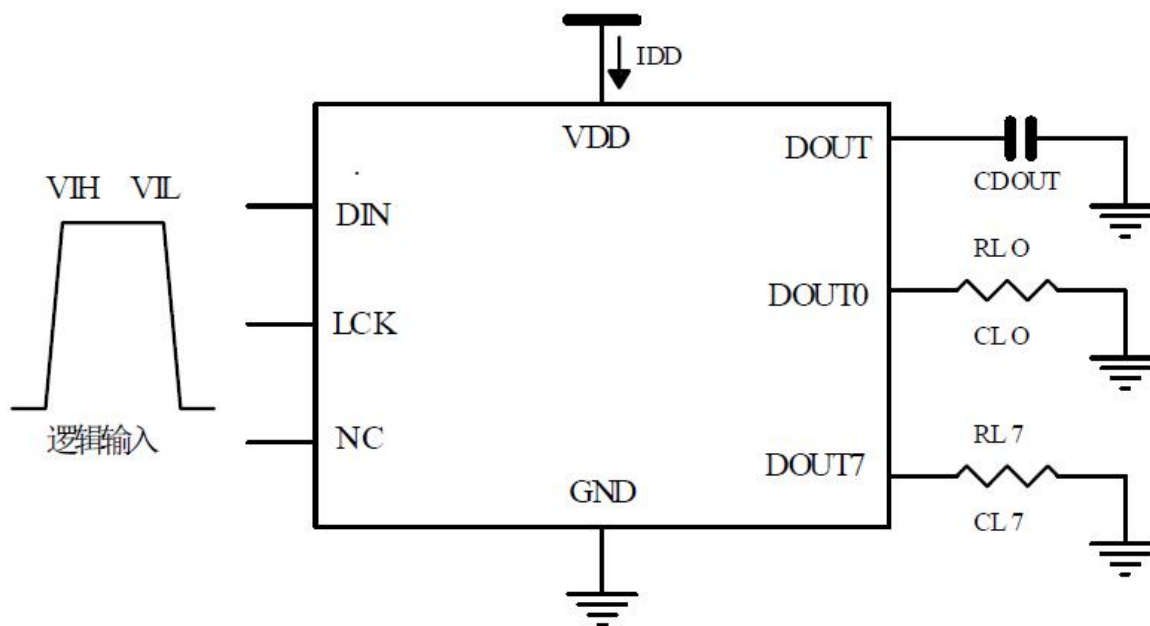 IDD
VDD
DOUT
CDOUT
VIH VIL
DIN
RL 0
DOUT0
LCK
CL 0
逻辑输入
NC
RL 7
DOUT7
GND
CL 7